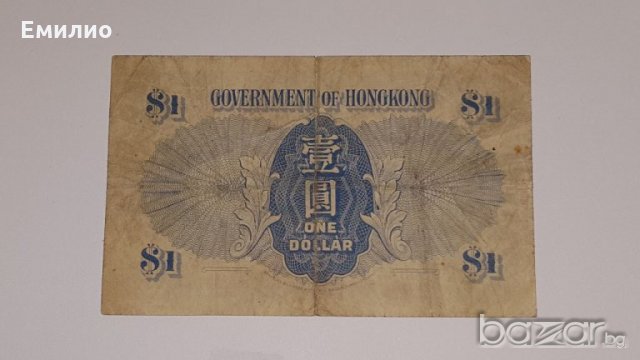 Емилио
$1 GOVERNMENT OF HONGKONG $1
壹
圓
ONE
DOLLAR
$1 $1
bazar.bg